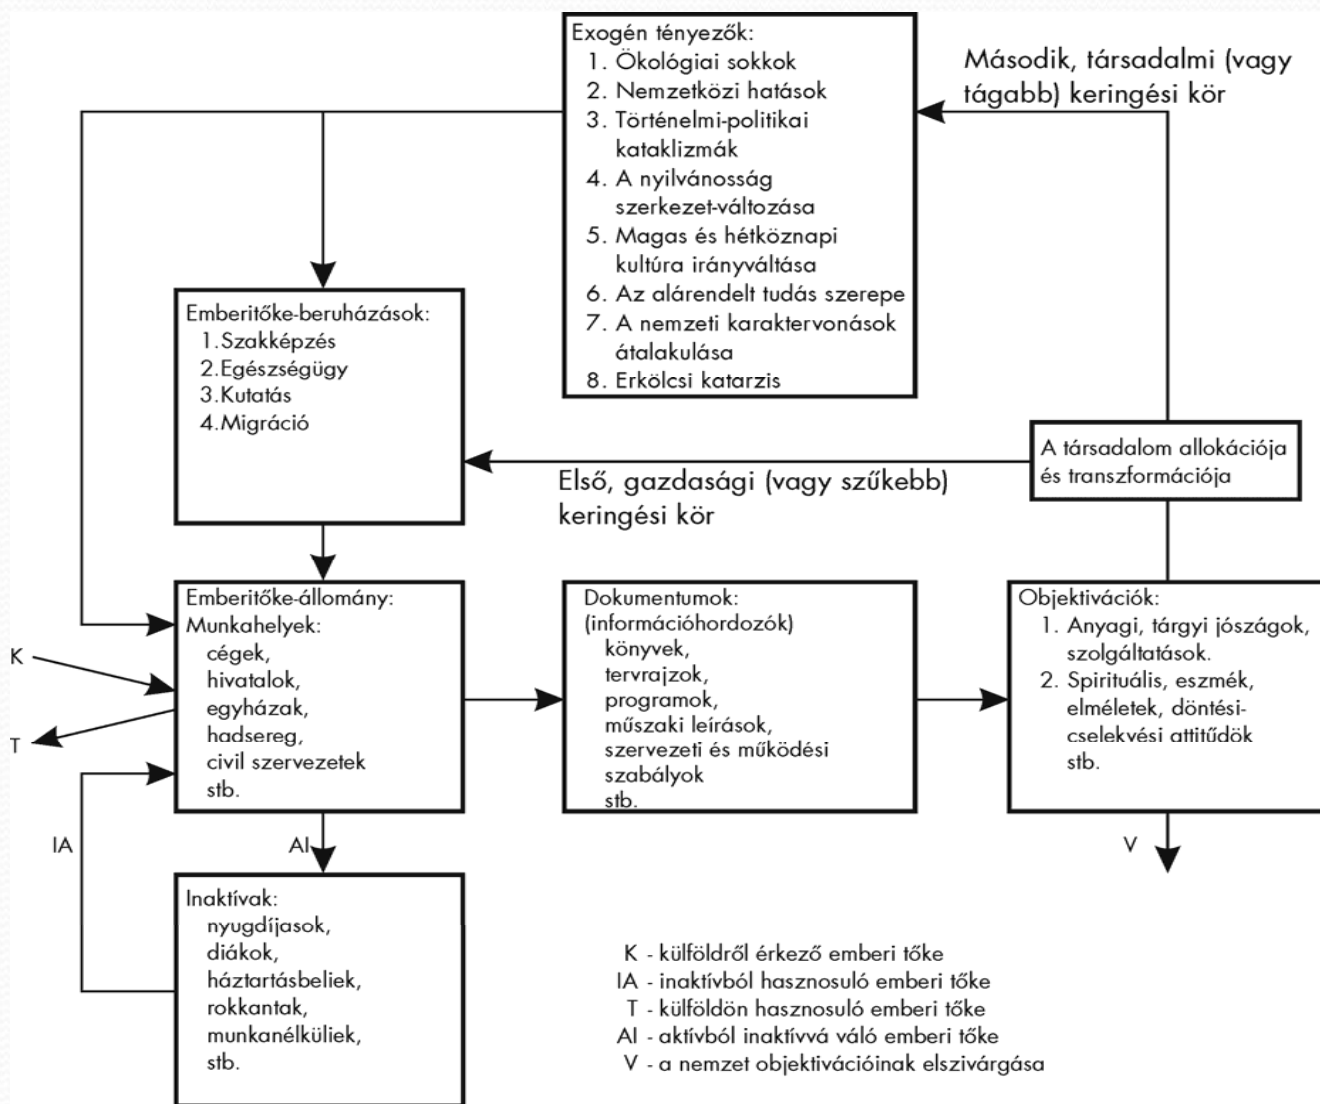 Exogén tényezők:
1. Ökológiai sokkok
2. Nemzetközi hatások
3. Történelmi-politikai
kataklizmák
4. A nyilvánosság
szerkezet-változása
5. Magas és hétköznapi
kultúra irányváltása
6. Az alárendelt tudás szerepe
7. A nemzeti karaktervonások
átalakulása
8. Erkölcsi katarzis
Második, társadalmi (vagy
tágabb) keringési kör
Emberitőke-beruházások:
1.Szakképzés
2.Egészségügy
3.Kutatás
4.Migráció
A társadalom allokációja
és transzformációja
Első, gazdasági (vagy szűkebb)
keringési kör
Emberitőke-állomány:
Munkahelyek:
cégek,
hivatalok,
egyházak,
hadsereg,
civil szervezetek
stb.
Dokumentumok:
(információhordozók)
könyvek,
tervrajzok,
programok,
műszaki leírások,
szervezeti és működési
szabályok
stb.
Objektivációk:
1. Anyagi, tárgyi jószágok,
szolgáltatások.
2. Spirituális, eszmék,
elméletek, döntési-
cselekvési attitűdök
stb.
K
T
IA
AI
V
Inaktívak:
nyugdíjasok,
diákok,
háztartásbeliek,
rokkantak,
munkanélküliek,
stb.
K - külföldről érkező emberi tőke
IA - inaktívból hasznosuló emberi tőke
T - külföldön hasznosuló emberi tőke
AI - aktívból inaktívvá váló emberi tőke
V - a nemzet objektivációinak elszivárgása